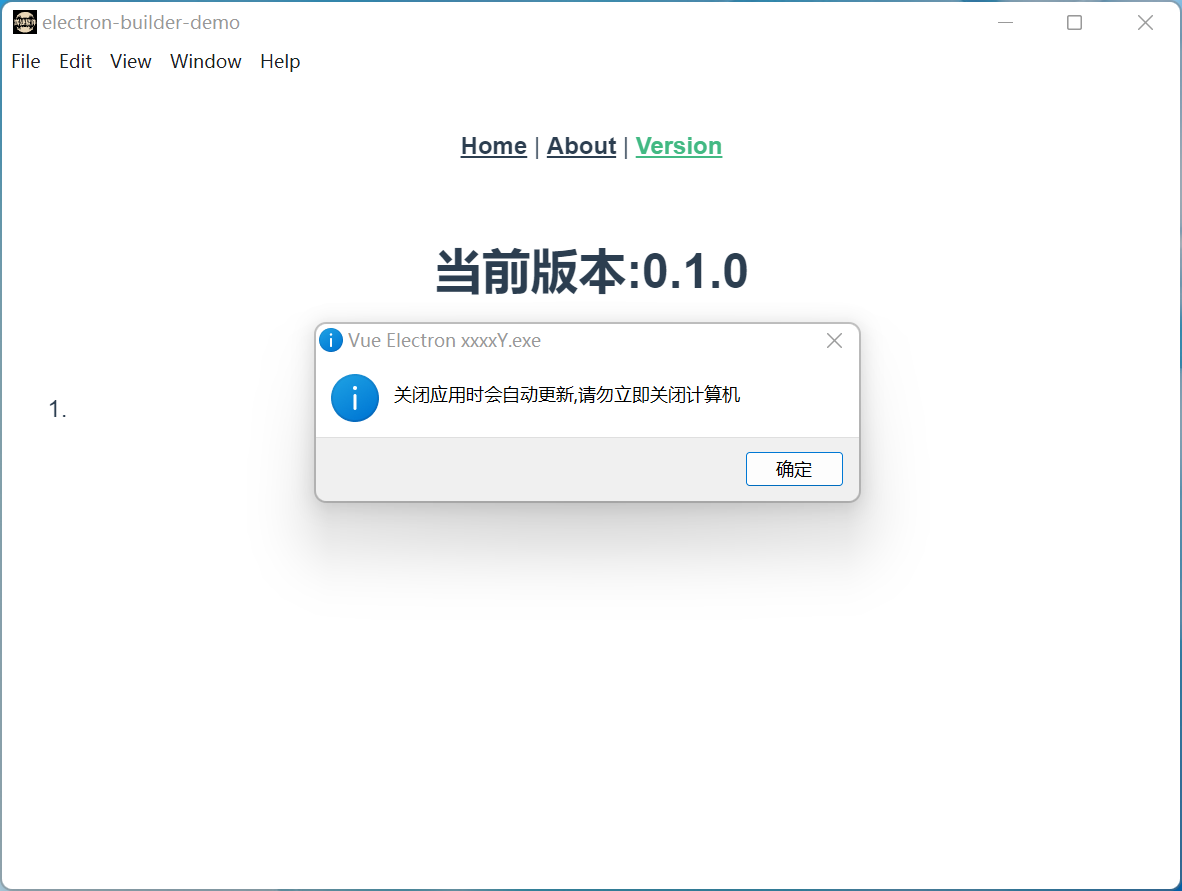 electron-builder-demo
File Edit View Window Help
Home | About | Version
当前版本:0.1.0
Vue Electron xxxxY.exe
关闭应用时会自动更新,请勿立即关闭计算机
1.
确定